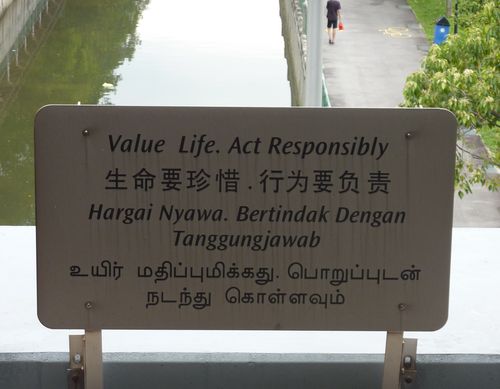 Value Life. Act Responsibly
生命要珍惜.行为要负责
Hargai Nyawa. Bertindak Dengan
Tanggungjawab
உயிர் மதிப்புமிக்கது. பொறுப்புடன்
நடந்து கொள்ளவும்